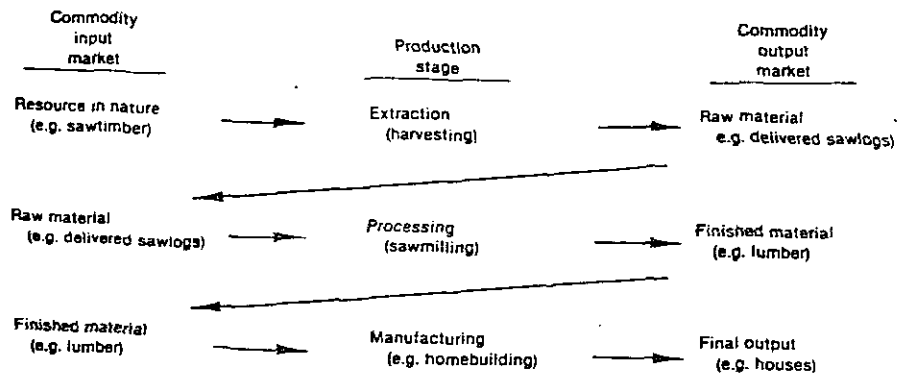 Commodity
input
market
Production
stage
Commodity
output
market
Resource in nature
(e.g. sawtimber)
Extraction
(harvesting)
Raw material
e.g. delivered sawlogs)
Raw material
(e.g. delivered sawlogs)
Processing
(sawmilling)
Finished material
(e.g. lumber)
Finished material
(e.g. lumber)
Manufacturing
(e.g. homebuilding)
Final output
(e.g. houses)